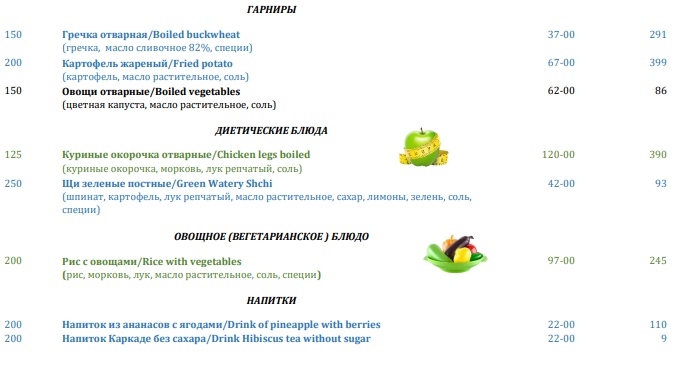 ГАРНИРЫ
150 Гречка отварная/Boiled buckwheat 37-00 291
(гречка, масло сливочное 82%, специи)
200 Картофель жареный/Fried potato 67-00 399
(картофель, масло растительное, соль)
150 Овощи отварные/Boiled vegetables 62-00 86
(цветная капуста, масло растительное, соль)
ДИЕТИЧЕСКИЕ БЛЮДА
125 Куриные окорочка отварные/Chicken legs boiled 120-00 390
(куриные окорочка, морковь, лук репчатый, соль)
250 Щи зеленые постные/Green Watery Shchi 42-00 93
(шпинат, картофель, лук репчатый, масло растительное, сахар, лимоны, зелень, соль,
специи)
ОВОЩНОЕ (ВЕГЕТАРИАНСКОЕ ) БЛЮДО
200 Рис с овощами/Rice with vegetables 97-00 245
(рис, морковь, лук, масло растительное, соль, специи)
НАПИТКИ
200 Напиток из ананасов с ягодами/Drink of pineapple with berries 22-00 110
200 Напиток Каркаде без сахара/Drink Hibiscus tea without sugar 22-00 9